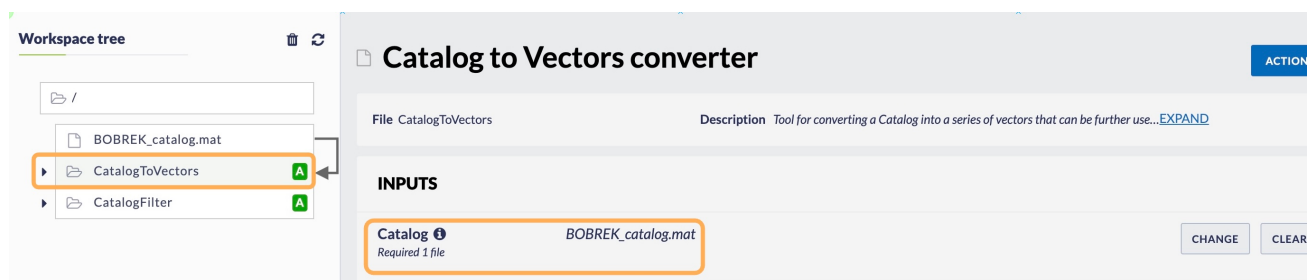 Workspace tree
/
BOBREK_catalog.mat
CatalogToVectors A
CatalogFilter A
Catalog to Vectors converter
ACTION
File CatalogToVectors Description Tool for converting a Catalog into a series of vectors that can be further use...EXPAND
INPUTS
Catalog BOBREK_catalog.mat
Required 1 file
CHANGE CLEAR